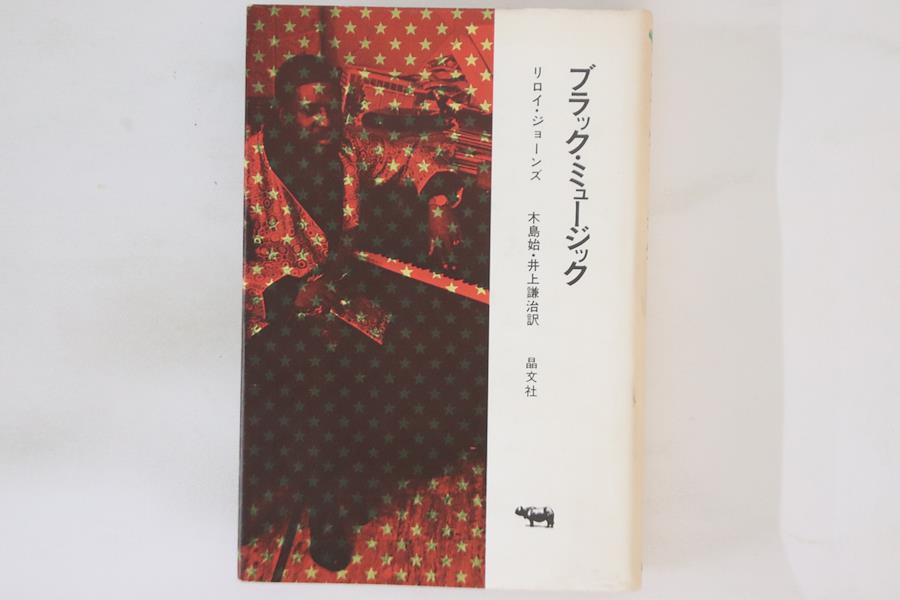 ブラック・ミュージック
リロイ・ジョーンズ 木島始・井上謙治訳 晶文社